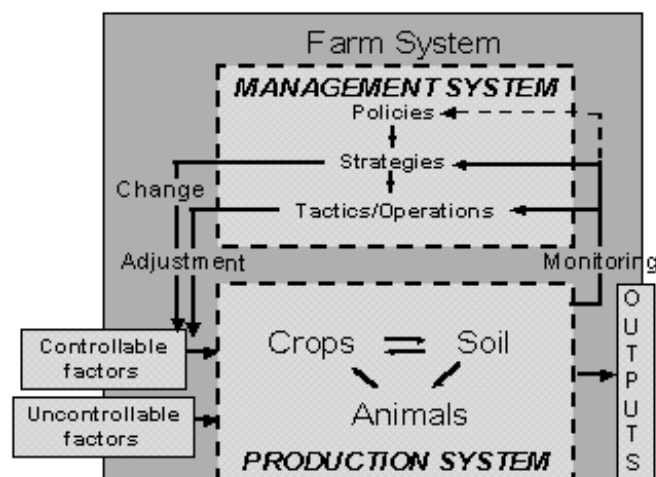 Farm System
MANAGEMENT SYSTEM
Policies
Strategies
Change
Tactics/Operations
Adjustment
Monitoring
Controllable
factors
Crops
Soil
Animals
Uncontrollable
factors
PRODUCTION SYSTEM
OUTPUTS